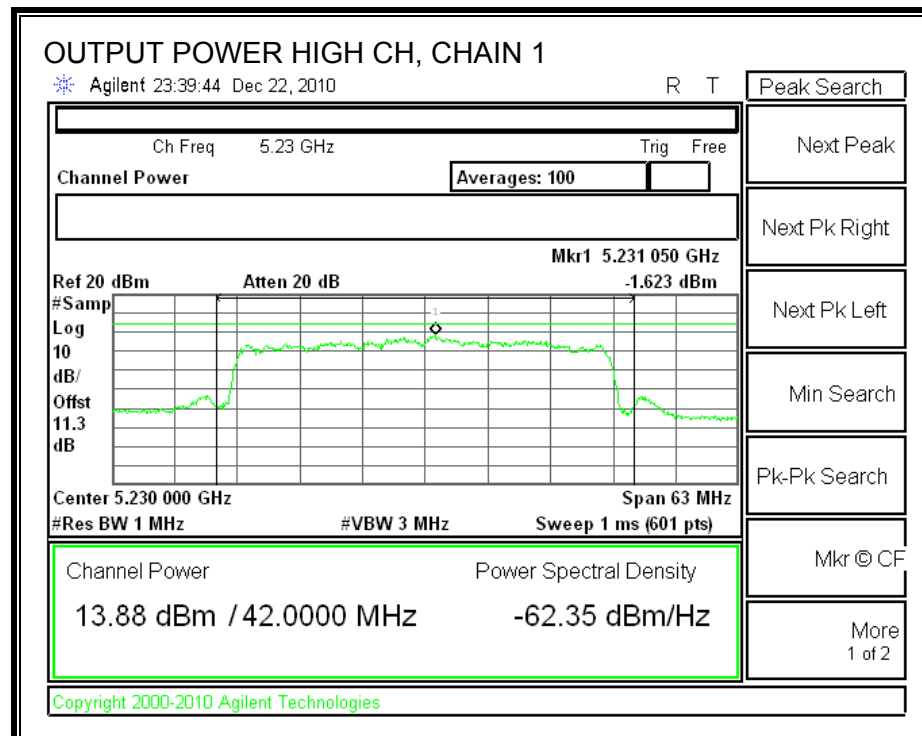 OUTPUT POWER HIGH CH, CHAIN 1
Agilent 23:39:44 Dec 22, 2010 R T
Peak Search
Ch Freq 5.23 GHz Trig Free
Channel Power Averages: 100
Mkr1 5.231 050 GHz
Ref 20 dBm Atten 20 dB -1.623 dBm
#Samp
Log
10
dB/
Offst
11.3
dB
1
Center 5.230 000 GHz Span 63 MHz
#Res BW 1 MHz #VBW 3 MHz Sweep 1 ms (601 pts)
Channel Power Power Spectral Density
13.88 dBm / 42.0000 MHz -62.35 dBm/Hz
Copyright 2000-2010 Agilent Technologies
Next Peak
Next Pk Right
Next Pk Left
Min Search
Pk-Pk Search
Mkr © CF
More
1 of 2